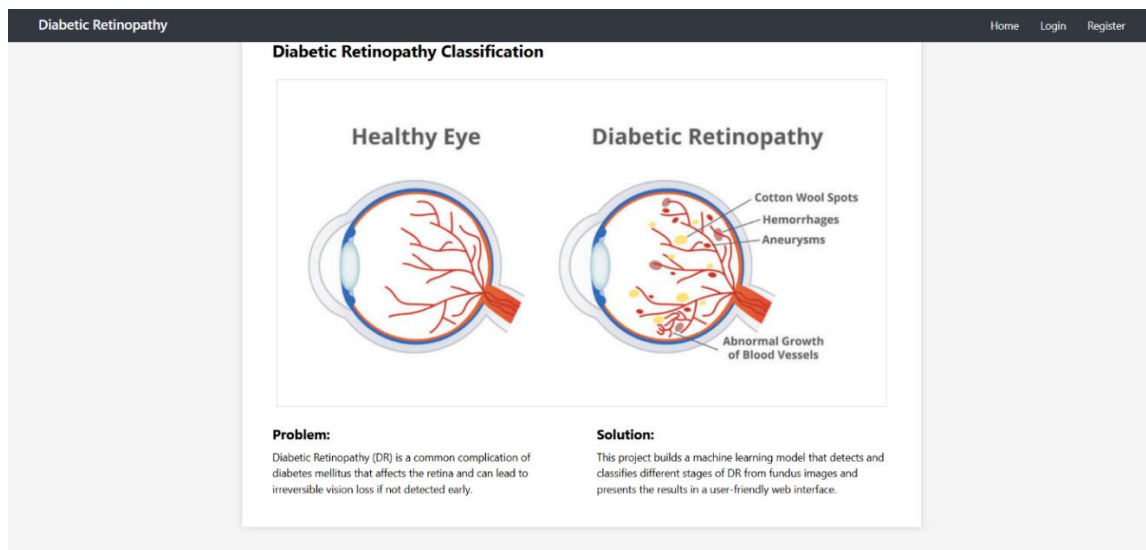 Diabetic Retinopathy
Home Login Register
Diabetic Retinopathy Classification
Healthy Eye
Diabetic Retinopathy
Cotton Wool Spots
Hemorrhages
Aneurysms
Abnormal Growth
of Blood Vessels
Problem:
Diabetic Retinopathy (DR) is a common complication of
diabetes mellitus that affects the retina and can lead to
irreversible vision loss if not detected early.
Solution:
This project builds a machine learning model that detects and
classifies different stages of DR from fundus images and
presents the results in a user-friendly web interface.